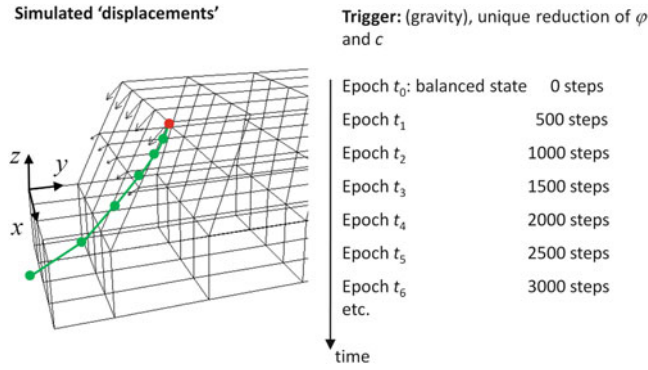 Simulated ‘displacements’
Trigger: (gravity), unique reduction of φ
and c
z
y
x
Epoch t₀: balanced state 0 steps
Epoch t₁ 500 steps
Epoch t₂ 1000 steps
Epoch t₃ 1500 steps
Epoch t₄ 2000 steps
Epoch t₅ 2500 steps
Epoch t₆ 3000 steps
etc.
time